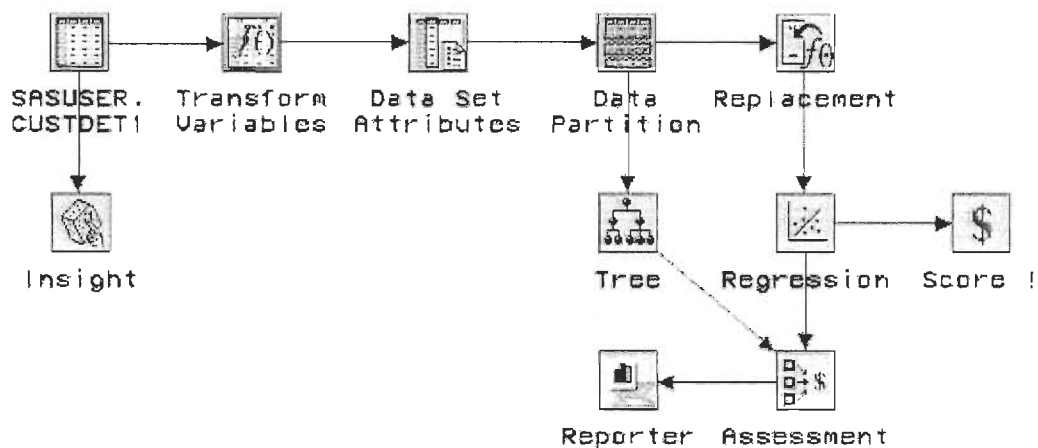 SASUSER.
CUSTDET1
Transform
Variables
Data Set
Attributes
Data
Partition
Replacement
Insight
Tree
Regression
Score !
Reporter
Assessment